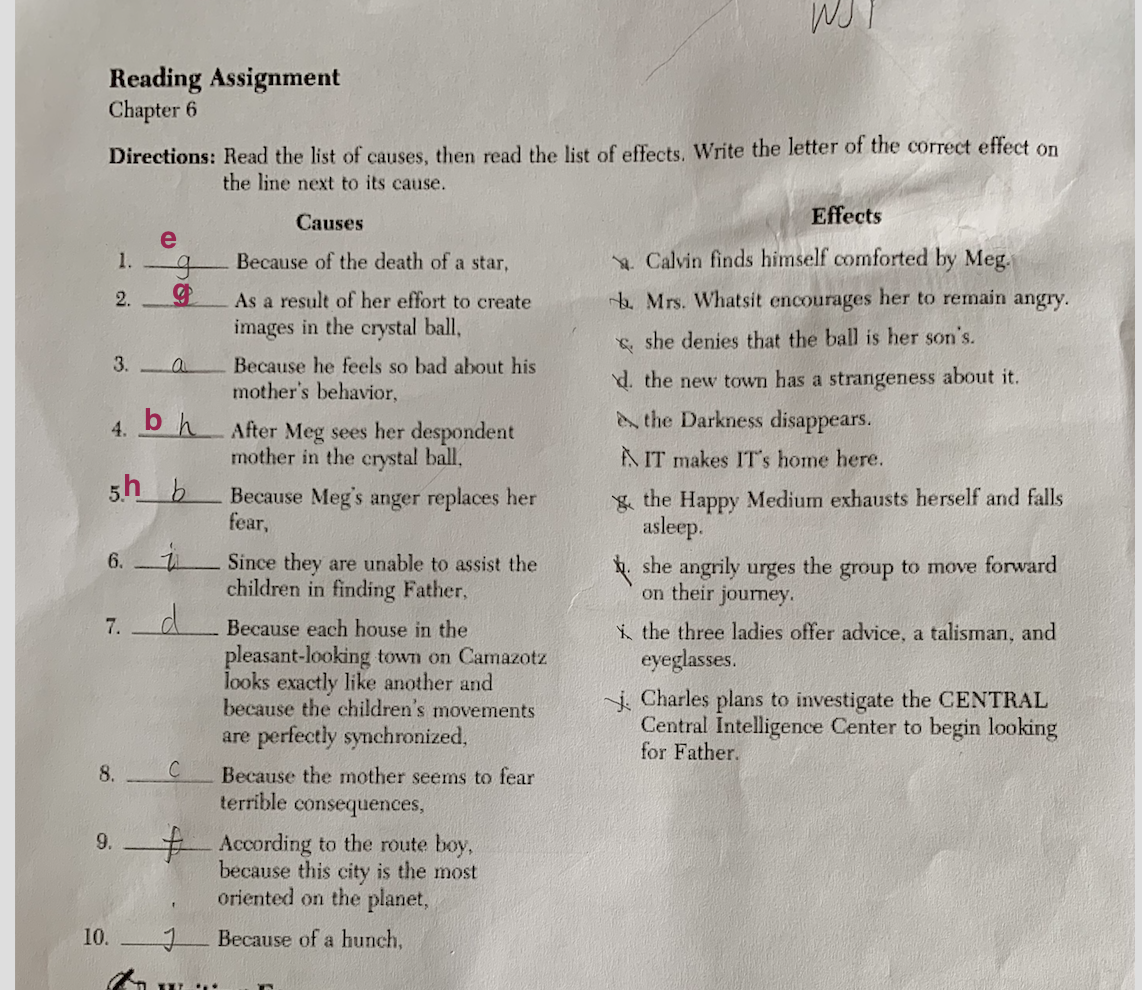 WJT
Reading Assignment
Chapter 6
Directions: Read the list of causes, then read the list of effects. Write the letter of the correct effect on
the line next to its cause.
Causes
e
1. g Because of the death of a star,
2. g As a result of her effort to create
images in the crystal ball,
3. a Because he feels so bad about his
mother's behavior,
4. b h After Meg sees her despondent
mother in the crystal ball,
5. h b Because Meg's anger replaces her
fear,
6. i Since they are unable to assist the
children in finding Father,
7. d Because each house in the
pleasant-looking town on Camazotz
looks exactly like another and
because the children's movements
are perfectly synchronized,
8. c Because the mother seems to fear
terrible consequences,
9. f According to the route boy,
because this city is the most
oriented on the planet,
10. j Because of a hunch,
Effects
a. Calvin finds himself comforted by Meg.
b. Mrs. Whatsit encourages her to remain angry.
c. she denies that the ball is her son's.
d. the new town has a strangeness about it.
e. the Darkness disappears.
f. IT makes IT's home here.
g. the Happy Medium exhausts herself and falls
asleep.
h. she angrily urges the group to move forward
on their journey.
i. the three ladies offer advice, a talisman, and
eyeglasses.
j. Charles plans to investigate the CENTRAL
Central Intelligence Center to begin looking
for Father.